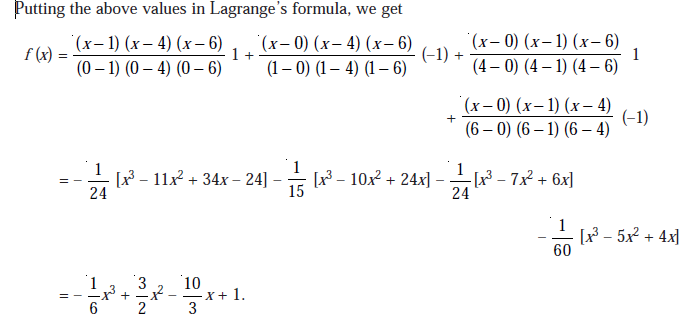 Putting the above values in Lagrange's formula, we get
f (x) = (x – 1) (x – 4) (x – 6) / (0 – 1) (0 – 4) (0 – 6) 1 + (x – 0) (x – 4) (x – 6) / (1 – 0) (1 – 4) (1 – 6) (–1) + (x – 0) (x – 1) (x – 6) / (4 – 0) (4 – 1) (4 – 6) 1
+ (x – 0) (x – 1) (x – 4) / (6 – 0) (6 – 1) (6 – 4) (–1)
= – 1/24 [x³ – 11x² + 34x – 24] – 1/15 [x³ – 10x² + 24x] – 1/24 [x³ – 7x² + 6x]
– 1/60 [x³ – 5x² + 4x]
= – 1/6 x³ + 3/2 x² – 10/3 x + 1.